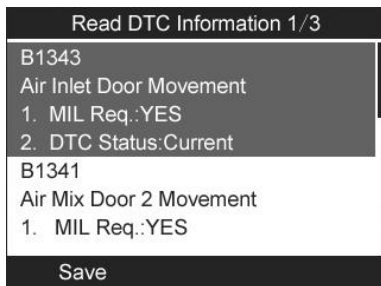 Read DTC Information 1/3
B1343
Air Inlet Door Movement
1. MIL Req.:YES
2. DTC Status:Current
B1341
Air Mix Door 2 Movement
1. MIL Req.:YES
Save